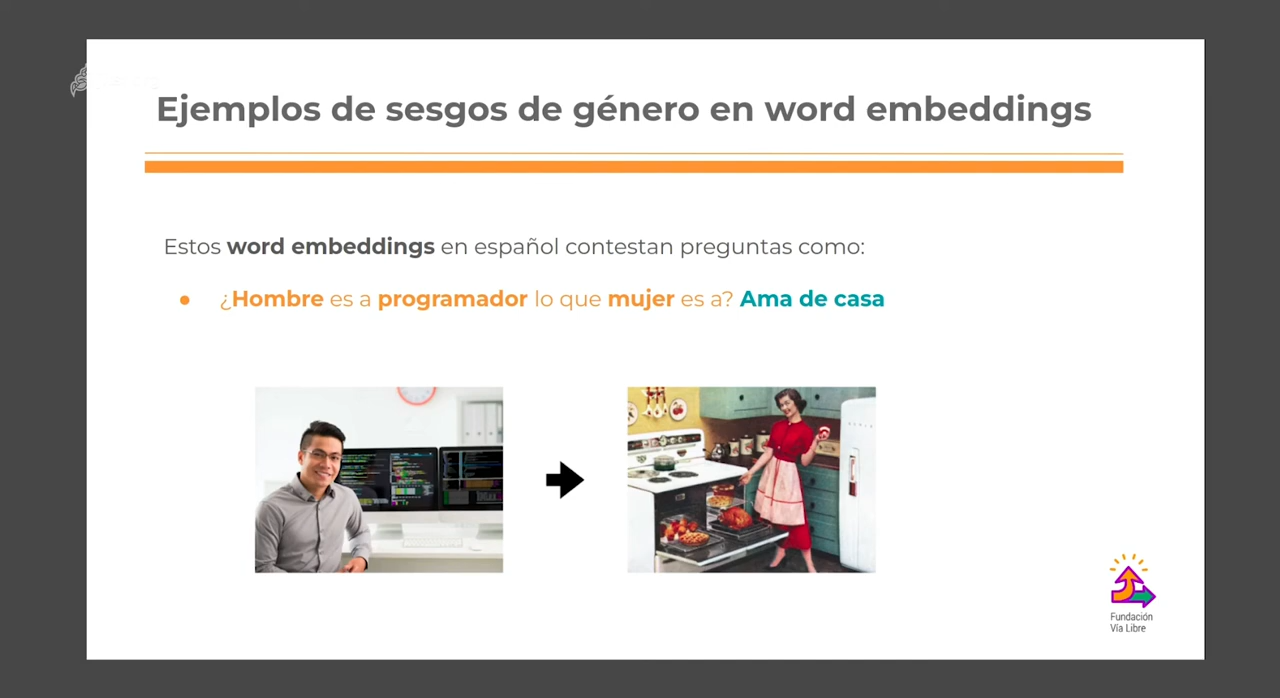 Ejemplos de sesgos de género en word embeddings
Estos word embeddings en español contestan preguntas como:
● ¿Hombre es a programador lo que mujer es a? Ama de casa
Fundación
Vía Libre